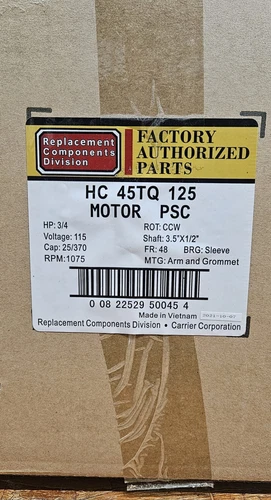 Replacement
Components
Division
FACTORY
AUTHORIZED
PARTS
HC 45TQ 125
MOTOR PSC
HP: 3/4
ROT: CCW
Voltage: 115
Shaft: 3.5"X1/2"
Cap: 25/370
FR: 48 BRG: Sleeve
RPM:1075
MTG: Arm and Grommet
0 08 22529 50045 4
Made in Vietnam
Replacement Components Division • Carrier Corporation